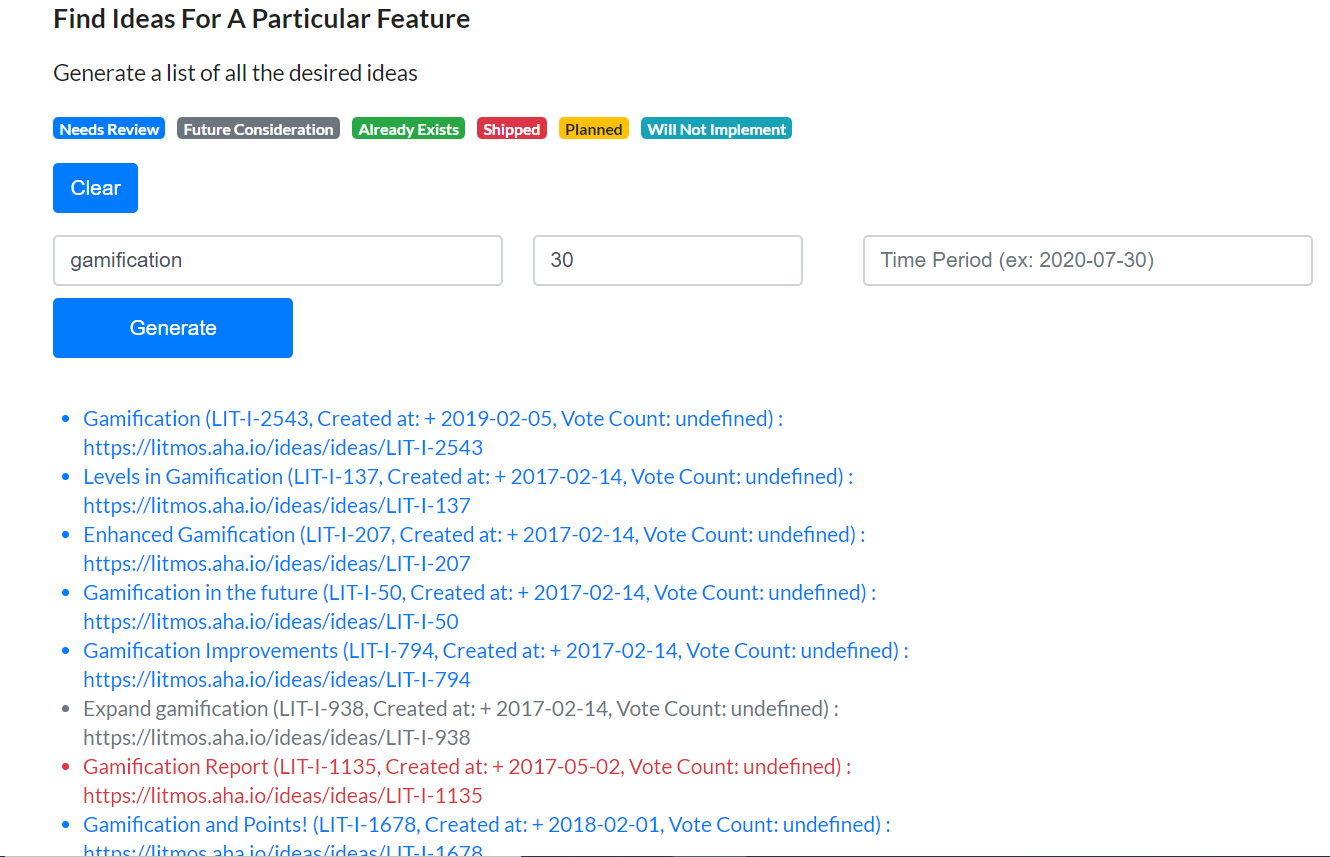 Find Ideas For A Particular Feature
Generate a list of all the desired ideas
Needs Review Future Consideration Already Exists Shipped Planned Will Not Implement
Clear
gamification 30 Time Period (ex: 2020-07-30)
Generate
Gamification (LIT-I-2543, Created at: + 2019-02-05, Vote Count: undefined) :
https://litmos.aha.io/ideas/ideas/LIT-I-2543
Levels in Gamification (LIT-I-137, Created at: + 2017-02-14, Vote Count: undefined) :
https://litmos.aha.io/ideas/ideas/LIT-I-137
Enhanced Gamification (LIT-I-207, Created at: + 2017-02-14, Vote Count: undefined) :
https://litmos.aha.io/ideas/ideas/LIT-I-207
Gamification in the future (LIT-I-50, Created at: + 2017-02-14, Vote Count: undefined) :
https://litmos.aha.io/ideas/ideas/LIT-I-50
Gamification Improvements (LIT-I-794, Created at: + 2017-02-14, Vote Count: undefined) :
https://litmos.aha.io/ideas/ideas/LIT-I-794
Expand gamification (LIT-I-938, Created at: + 2017-02-14, Vote Count: undefined) :
https://litmos.aha.io/ideas/ideas/LIT-I-938
Gamification Report (LIT-I-1135, Created at: + 2017-05-02, Vote Count: undefined) :
https://litmos.aha.io/ideas/ideas/LIT-I-1135
Gamification and Points! (LIT-I-1678, Created at: + 2018-02-01, Vote Count: undefined) :
https://litmos.aha.io/ideas/ideas/LIT-I-1678